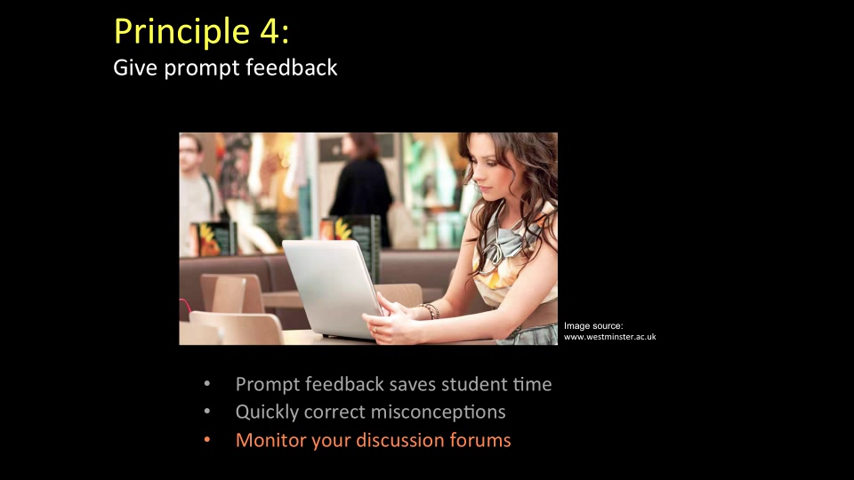 Principle 4:
Give prompt feedback
Image source:
www.westminster.ac.uk
• Prompt feedback saves student time
• Quickly correct misconceptions
• Monitor your discussion forums